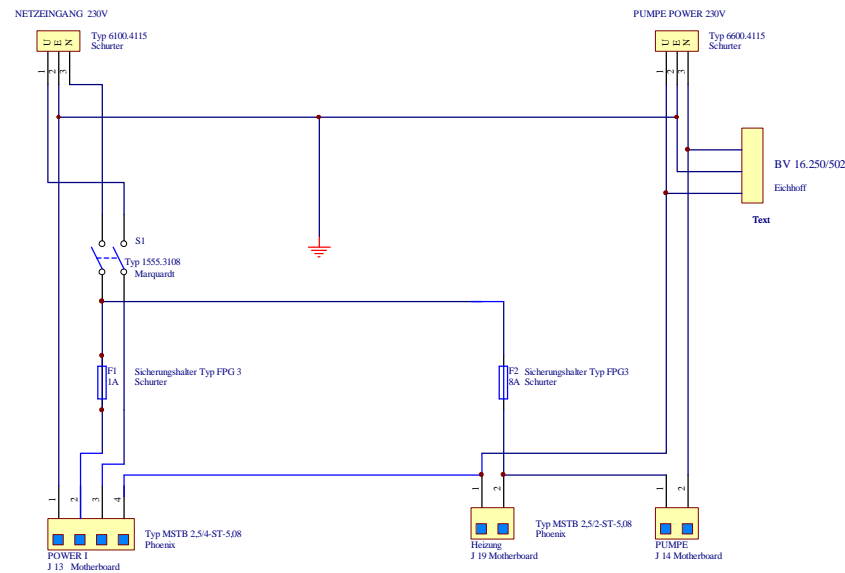 NETZEINGANG 230V
PUMPE POWER 230V
U E N
Typ 6100.4115
Schurter
1 2 3
U E N
Typ 6600.4115
Schurter
1 2 3
BV 16.250/502
Eichhoff
Text
S1
Typ 1555.3108
Marquardt
F1
1A
Sicherungshalter Typ FPG 3
Schurter
F2
8A
Sicherungshalter Typ FPG3
Schurter
1 2 3 4
Typ MSTB 2,5/4-ST-5,08
Phoenix
POWER I
J 13 Motherboard
1 2
Typ MSTB 2,5/2-ST-5,08
Phoenix
Heizung
J 19 Motherboard
1 2
PUMPE
J 14 Motherboard